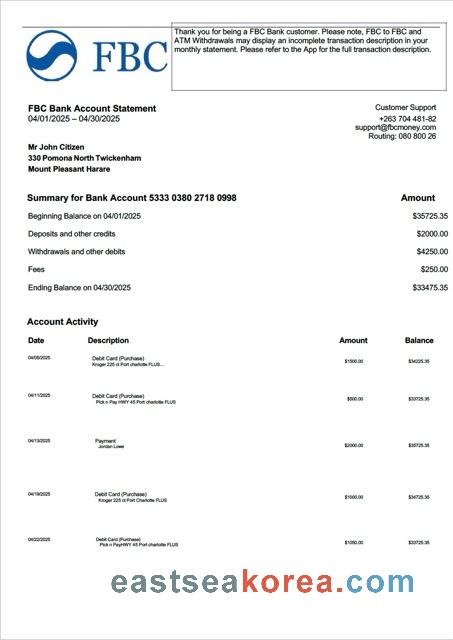 FBC
Thank you for being a FBC Bank customer. Please note, FBC to FBC and
ATM Withdrawals may display an incomplete transaction description in your
monthly statement. Please refer to the App for the full transaction description.
FBC Bank Account Statement
04/01/2025 – 04/30/2025
Customer Support
+263 704 481-82
support@fbcmoney.com
Routing: 080 800 26
Mr John Citizen
330 Pomona North Twickenham
Mount Pleasant Harare
Summary for Bank Account 5333 0380 2718 0998 Amount
Beginning Balance on 04/01/2025 $35725.35
Deposits and other credits $2000.00
Withdrawals and other debits $4250.00
Fees $250.00
Ending Balance on 04/30/2025 $33475.35
Account Activity
Date Description Amount Balance
04/05/2025 Debit Card (Purchase) $1500.00 $34225.35
Kroger 225 ct Port charlotte FLUS...
04/11/2025 Debit Card (Purchase) $500.00 $33725.35
Pick n Pay HWY 45 Port charlotte FLUS
04/13/2025 Payment $2000.00 $35725.35
Jordan Lowe
04/19/2025 Debit Card (Purchase) $1000.00 $34725.35
Kroger 225 ct Port Charlotte FLUS
04/22/2025 Debit Card (Purchase) $1050.00 $33725.35
Pick n PayHWY 45 Port charlotte FLUS
eastseakorea.com